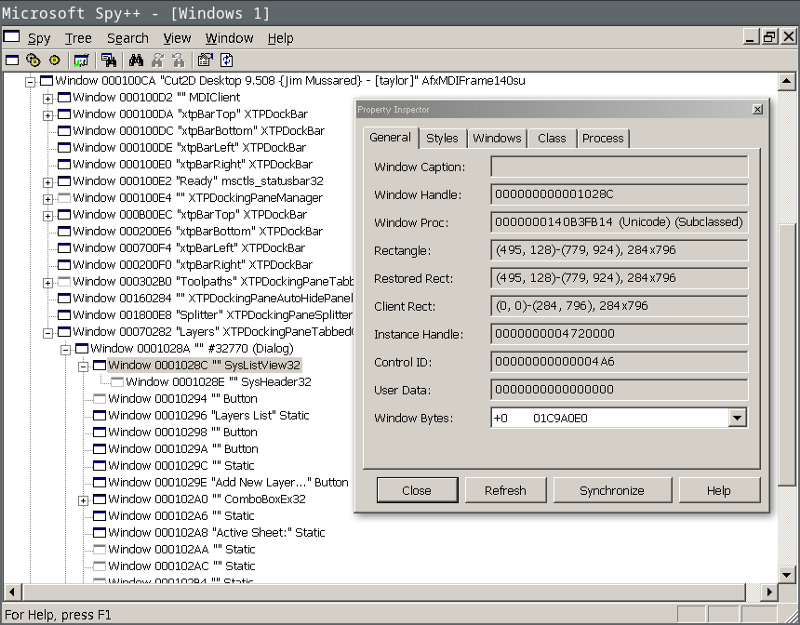 Microsoft Spy++ - [Windows 1]
Spy Tree Search View Window Help
Window 000100CA "Cut2D Desktop 9.508 {Jim Mussared} - [taylor]" AfxMDIFrame140su
Window 000100D2 "" MDIClient
Window 000100DA "xtpBarTop" XTPDockBar
Window 000100DC "xtpBarBottom" XTPDockBar
Window 000100DE "xtpBarLeft" XTPDockBar
Window 000100E0 "xtpBarRight" XTPDockBar
Window 000100E2 "Ready" msctls_statusbar32
Window 000100E4 "" XTPDockingPaneManager
Window 000B00EC "xtpBarTop" XTPDockBar
Window 000200E6 "xtpBarBottom" XTPDockBar
Window 000700F4 "xtpBarLeft" XTPDockBar
Window 000200F0 "xtpBarRight" XTPDockBar
Window 000302B0 "Toolpaths" XTPDockingPaneTabb
Window 00160284 "" XTPDockingPaneAutoHidePanel
Window 001800E8 "Splitter" XTPDockingPaneSplitter
Window 00070282 "Layers" XTPDockingPaneTabbed
Window 0001028A "" #32770 (Dialog)
Window 0001028C "" SysListView32
Window 0001028E "" SysHeader32
Window 00010294 "" Button
Window 00010296 "Layers List" Static
Window 00010298 "" Button
Window 0001029A "" Button
Window 0001029C "" Static
Window 0001029E "Add New Layer..." Button
Window 000102A0 "" ComboBoxEx32
Window 000102A6 "" Static
Window 000102A8 "Active Sheet:" Static
Window 000102AA "" Static
Window 000102AC "" Static
Window 000102B4 "" Static
Property Inspector
General Styles Windows Class Process
Window Caption:
Window Handle: 000000000001028C
Window Proc: 0000000140B3FB14 (Unicode) (Subclassed)
Rectangle: (495, 128)-(779, 924), 284x796
Restored Rect: (495, 128)-(779, 924), 284x796
Client Rect: (0, 0)-(284, 796), 284x796
Instance Handle: 0000000004720000
Control ID: 00000000000004A6
User Data: 0000000000000000
Window Bytes: +0 01C9A0E0
Close Refresh Synchronize Help
For Help, press F1